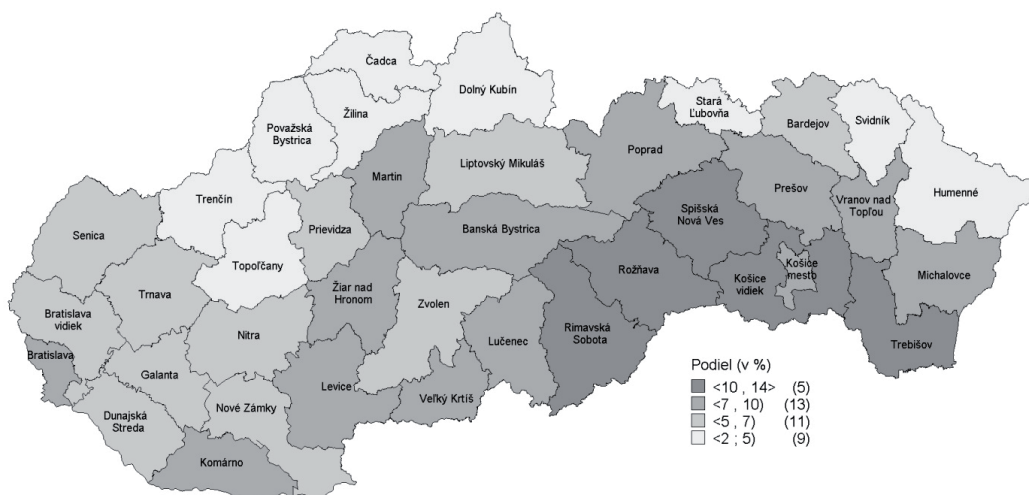 Čadca
Dolný Kubín
Stará
Ľubovňa
Žilina
Považská
Bystrica
Bardejov
Svidník
Poprad
Liptovský Mikuláš
Martin
Prešov
Humenné
Vranov nad
Topľou
Trenčín
Spišská
Nová Ves
Prievidza
Banská Bystrica
Senica
Topoľčany
Košice
mesto
Rožňava
Košice
vidiek
Michalovce
Žiar nad
Hronom
Trnava
Zvolen
Bratislava
vidiek
Nitra
Rimavská
Sobota
Lučenec
Trebišov
Bratislava
Galanta
Levice
Veľký Krtíš
Nové Zámky
Dunajská
Streda
Komárno
Podiel (v %)
<10 , 14> (5)
<7 , 10) (13)
<5 , 7) (11)
<2 ; 5) (9)